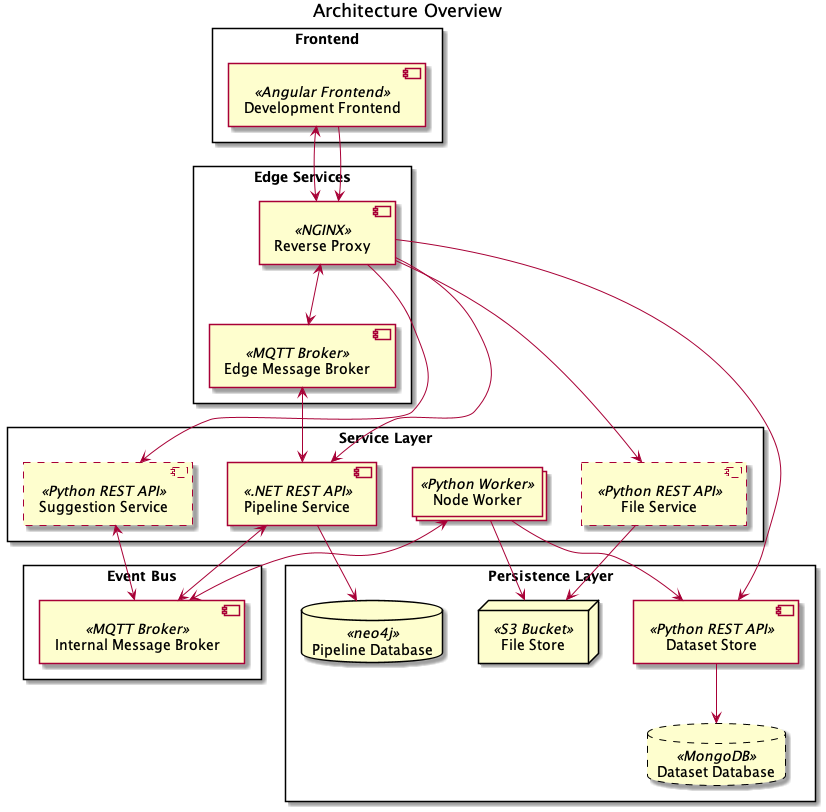 Architecture Overview
Frontend
«Angular Frontend»
Development Frontend
Edge Services
«NGINX»
Reverse Proxy
«MQTT Broker»
Edge Message Broker
Service Layer
«Python REST API»
Suggestion Service
«.NET REST API»
Pipeline Service
«Python Worker»
Node Worker
«Python REST API»
File Service
Event Bus
«MQTT Broker»
Internal Message Broker
Persistence Layer
«neo4j»
Pipeline Database
«S3 Bucket»
File Store
«Python REST API»
Dataset Store
«MongoDB»
Dataset Database